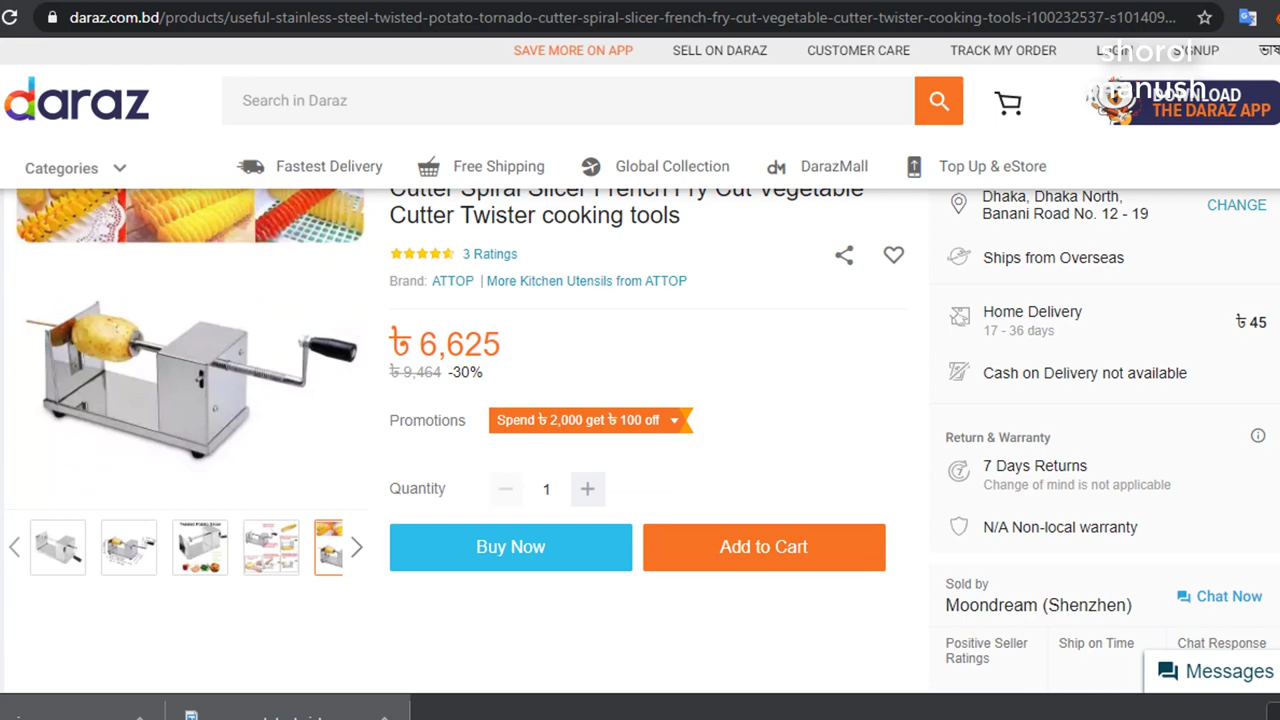 daraz.com.bd/products/useful-stainless-steel-twisted-potato-tornado-cutter-spiral-slicer-french-fry-cut-vegetable-cutter-twister-cooking-tools-i100232537-s101409...
SAVE MORE ON APP SELL ON DARAZ CUSTOMER CARE TRACK MY ORDER LOGIN SIGNUP ভাষ
shorol
manush
daraz
Search in Daraz
DOWNLOAD
THE DARAZ APP
Categories
Fastest Delivery
Free Shipping
Global Collection
DarazMall
Top Up & eStore
Cutter Spiral Slicer French Fry Cut Vegetable
Cutter Twister cooking tools
3 Ratings
Brand: ATTOP | More Kitchen Utensils from ATTOP
৳ 6,625
৳ 9,464 -30%
Promotions
Spend ৳ 2,000 get ৳ 100 off
Quantity
1
Buy Now
Add to Cart
Dhaka, Dhaka North,
Banani Road No. 12 - 19
CHANGE
Ships from Overseas
Home Delivery
৳ 45
17 - 36 days
Cash on Delivery not available
Return & Warranty
7 Days Returns
Change of mind is not applicable
N/A Non-local warranty
Sold by
Moondream (Shenzhen)
Chat Now
Positive Seller
Ratings
Ship on Time
Chat Response
Messages